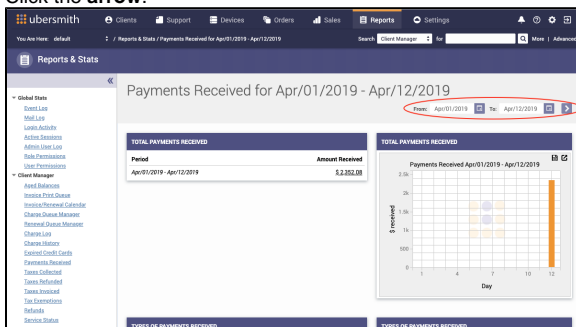 Click the arrow.
ubersmith
Clients Support Devices Orders Sales Reports Settings
You Are Here: default / Reports & Stats / Payments Received for Apr/01/2019 - Apr/12/2019 Search Client Manager for More | Advanced
Reports & Stats
«
Payments Received for Apr/01/2019 - Apr/12/2019
From: Apr/01/2019 To: Apr/12/2019
Global Stats
Event Log
Mail Log
Login Activity
Active Sessions
Admin User Log
Role Permissions
User Permissions
Client Manager
Aged Balances
Invoice Print Queue
Invoice/Renewal Calendar
Charge Queue Manager
Renewal Queue Manager
Charge Log
Charge History
Expired Credit Cards
Payments Received
Taxes Collected
Taxes Refunded
Taxes Invoiced
Tax Exemptions
Refunds
Service Status
TOTAL PAYMENTS RECEIVED
Period Amount Received
Apr/01/2019 - Apr/12/2019 $ 2,352.08
TOTAL PAYMENTS RECEIVED
Payments Received Apr/01/2019 - Apr/12/2019
$ received
2.5k
2k
1.5k
1k
500
0
1 4 7 10 12
Day
TYPES OF PAYMENTS RECEIVED
TYPES OF PAYMENTS RECEIVED